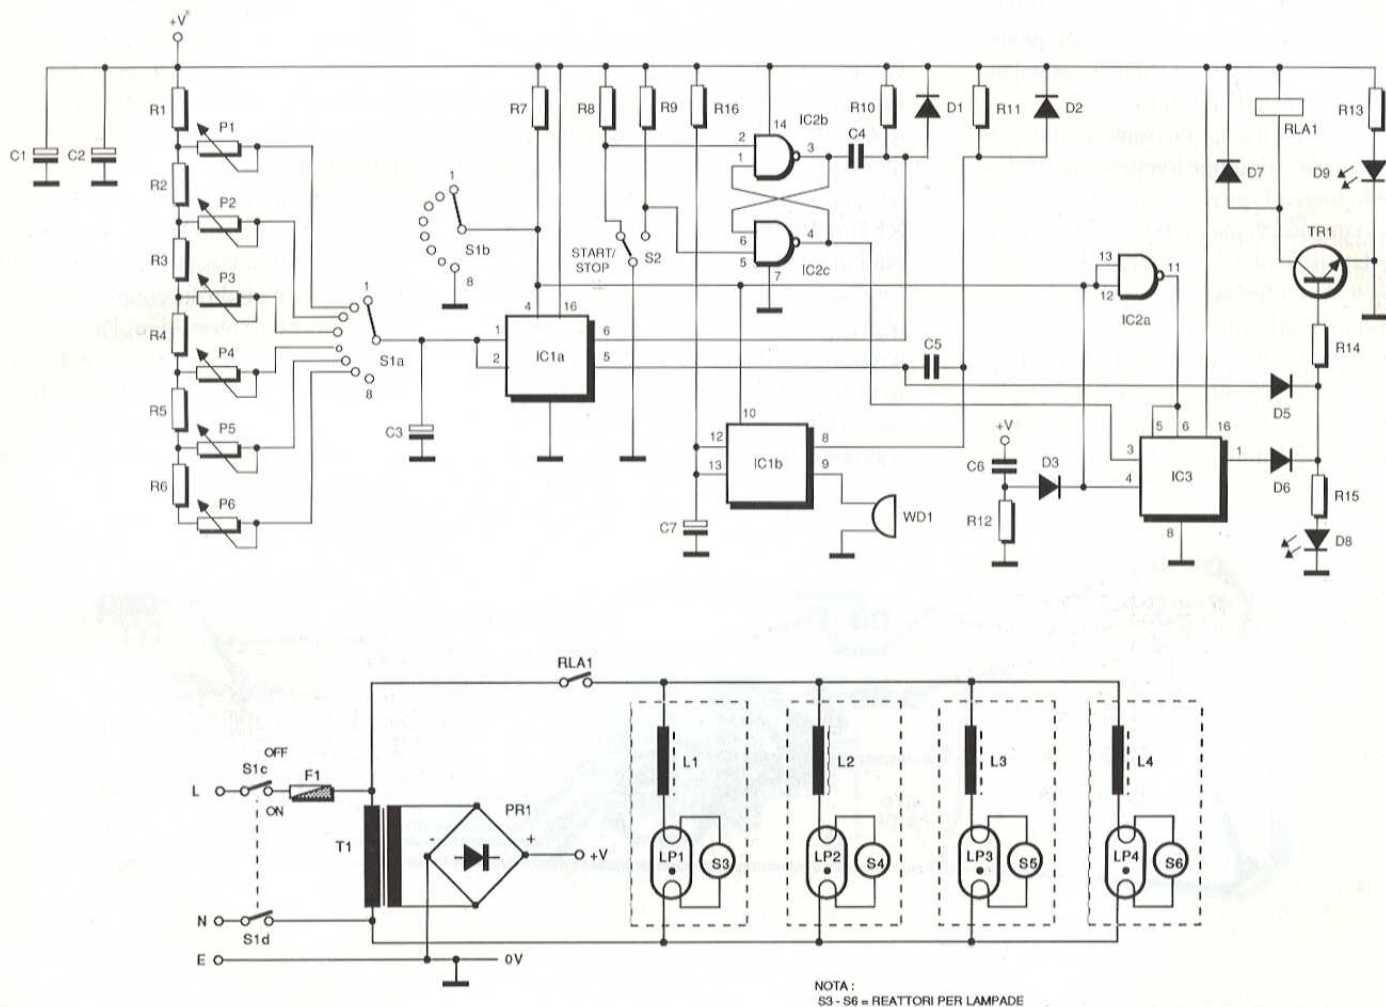 +V*
R1
P1
C1
C2
R2
P2
R3
P3
R4
P4
R5
P5
R6
P6
1
S1a
8
C3
1
S1b
8
R7
4
16
1
2
IC1a
6
5
R8
R9
R16
START/
STOP
S2
IC2b
14
2
1
3
6
5
4
7
IC2c
C4
R10
D1
R11
D2
C5
10
12
13
IC1b
8
9
C7
WD1
+V
C6
D3
R12
13
12
11
IC2a
5
6
16
3
4
IC3
1
8
D5
D6
D7
RLA1
R13
D9
TR1
R14
R15
D8
RLA1
OFF
S1c
F1
L
ON
T1
PR1
+
+V
N
S1d
E
0V
L1
LP1
S3
L2
LP2
S4
L3
LP3
S5
L4
LP4
S6
NOTA :
S3 - S6 = REATTORI PER LAMPADE